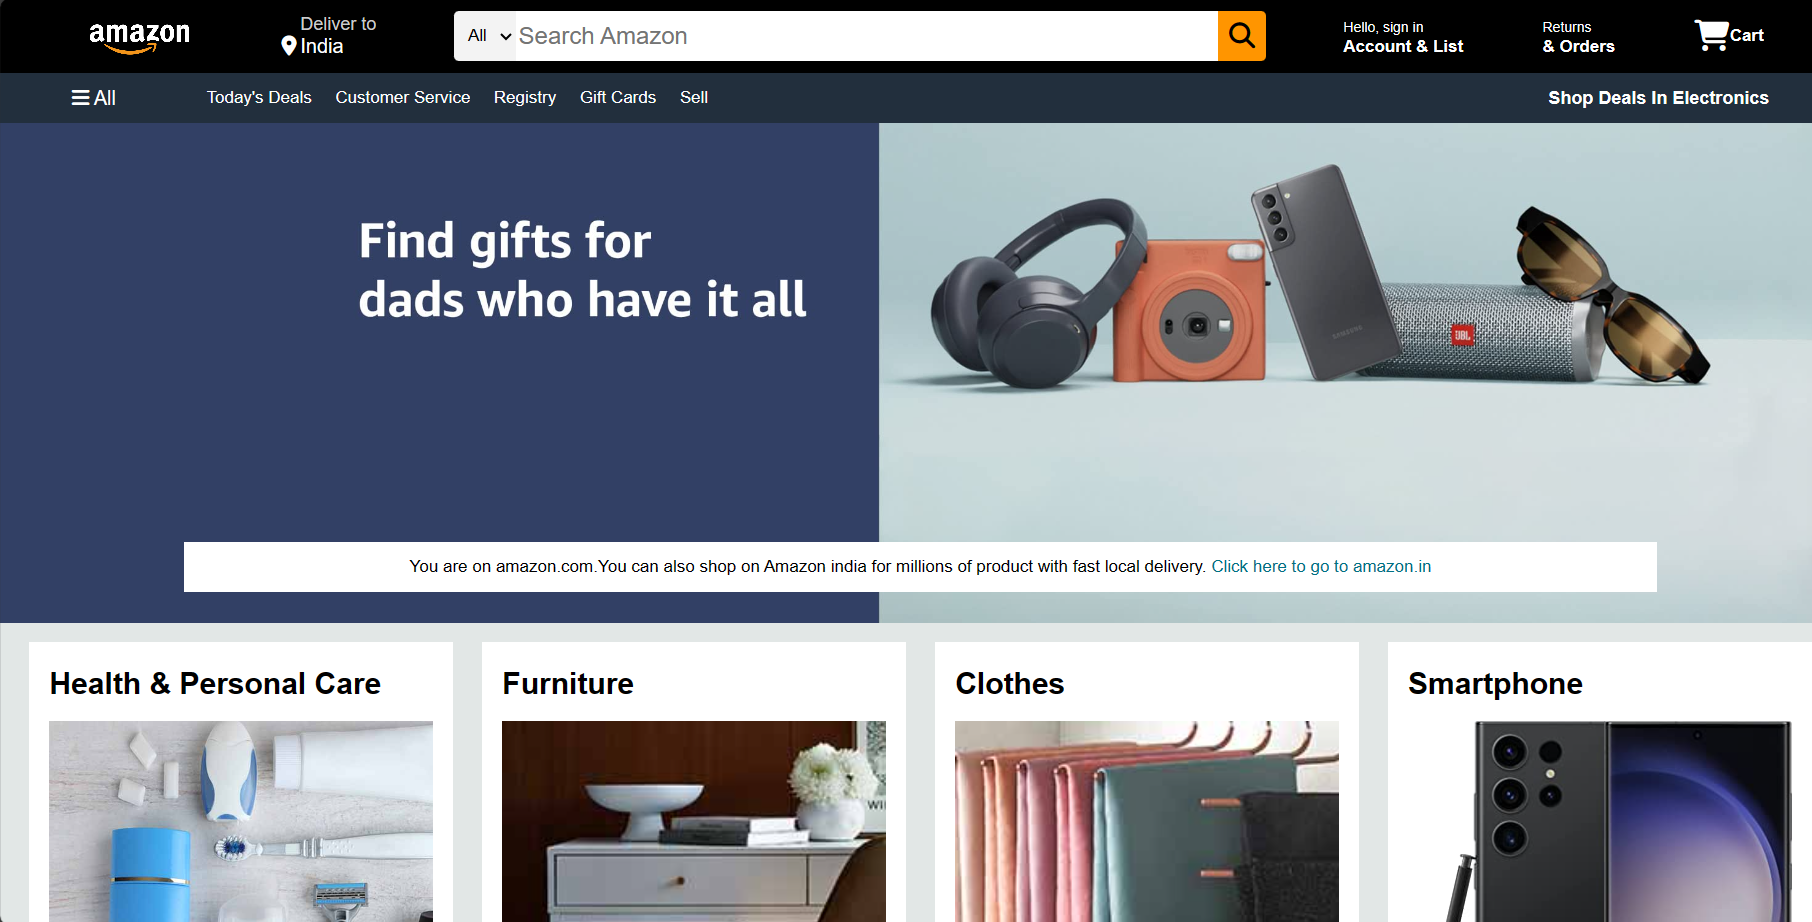 amazon
Deliver to
India
All
Search Amazon
Hello, sign in
Account & List
Returns
& Orders
Cart
All
Today's Deals
Customer Service
Registry
Gift Cards
Sell
Shop Deals In Electronics
Find gifts for
dads who have it all
SAMSUNG
JBL
You are on amazon.com.You can also shop on Amazon india for millions of product with fast local delivery. Click here to go to amazon.in
Health & Personal Care
Furniture
Clothes
Smartphone